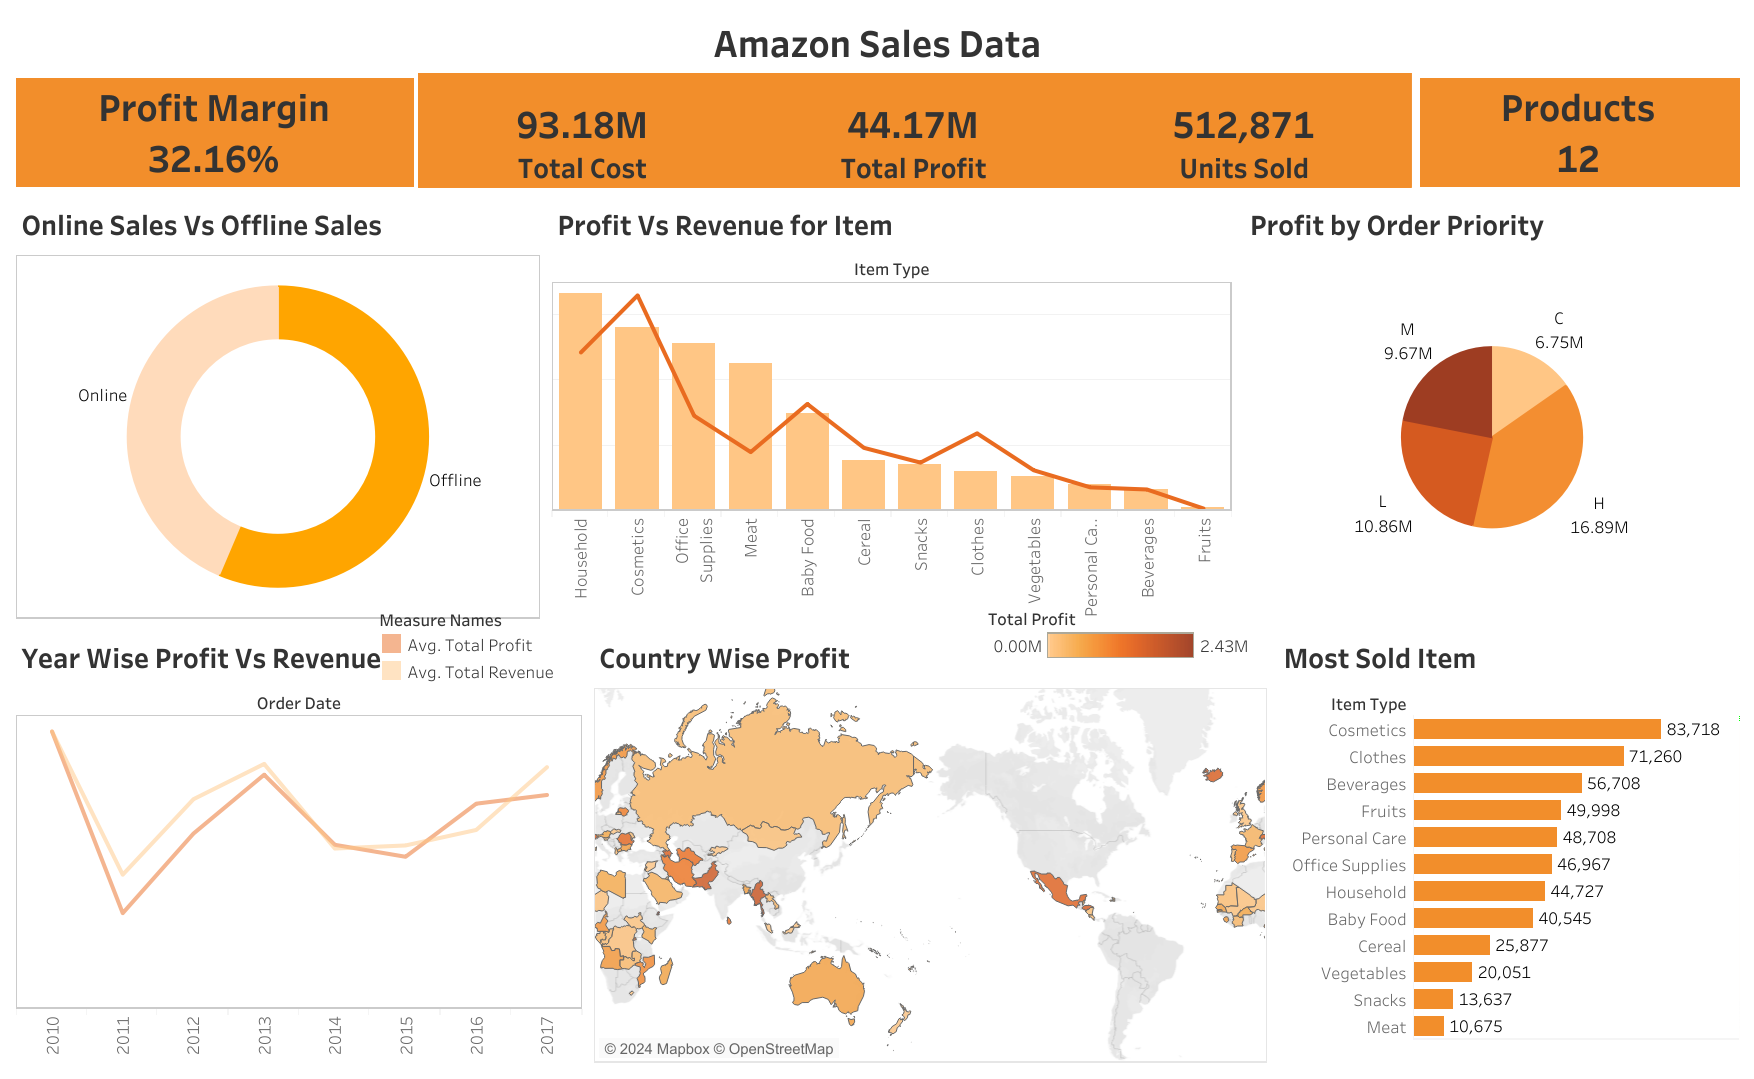 Amazon Sales Data
Profit Margin
32.16%
93.18M
Total Cost
44.17M
Total Profit
512,871
Units Sold
Products
12
Online Sales Vs Offline Sales
Online
Offline
Profit Vs Revenue for Item
Item Type
Household
Cosmetics
Office
Supplies
Meat
Baby Food
Cereal
Snacks
Clothes
Vegetables
Personal Ca..
Beverages
Fruits
Profit by Order Priority
M
9.67M
C
6.75M
L
10.86M
H
16.89M
Year Wise Profit Vs Revenue
Measure Names
Avg. Total Profit
Avg. Total Revenue
Order Date
2010
2011
2012
2013
2014
2015
2016
2017
Country Wise Profit
Total Profit
0.00M
2.43M
© 2024 Mapbox © OpenStreetMap
Most Sold Item
Item Type
Cosmetics 83,718
Clothes 71,260
Beverages 56,708
Fruits 49,998
Personal Care 48,708
Office Supplies 46,967
Household 44,727
Baby Food 40,545
Cereal 25,877
Vegetables 20,051
Snacks 13,637
Meat 10,675